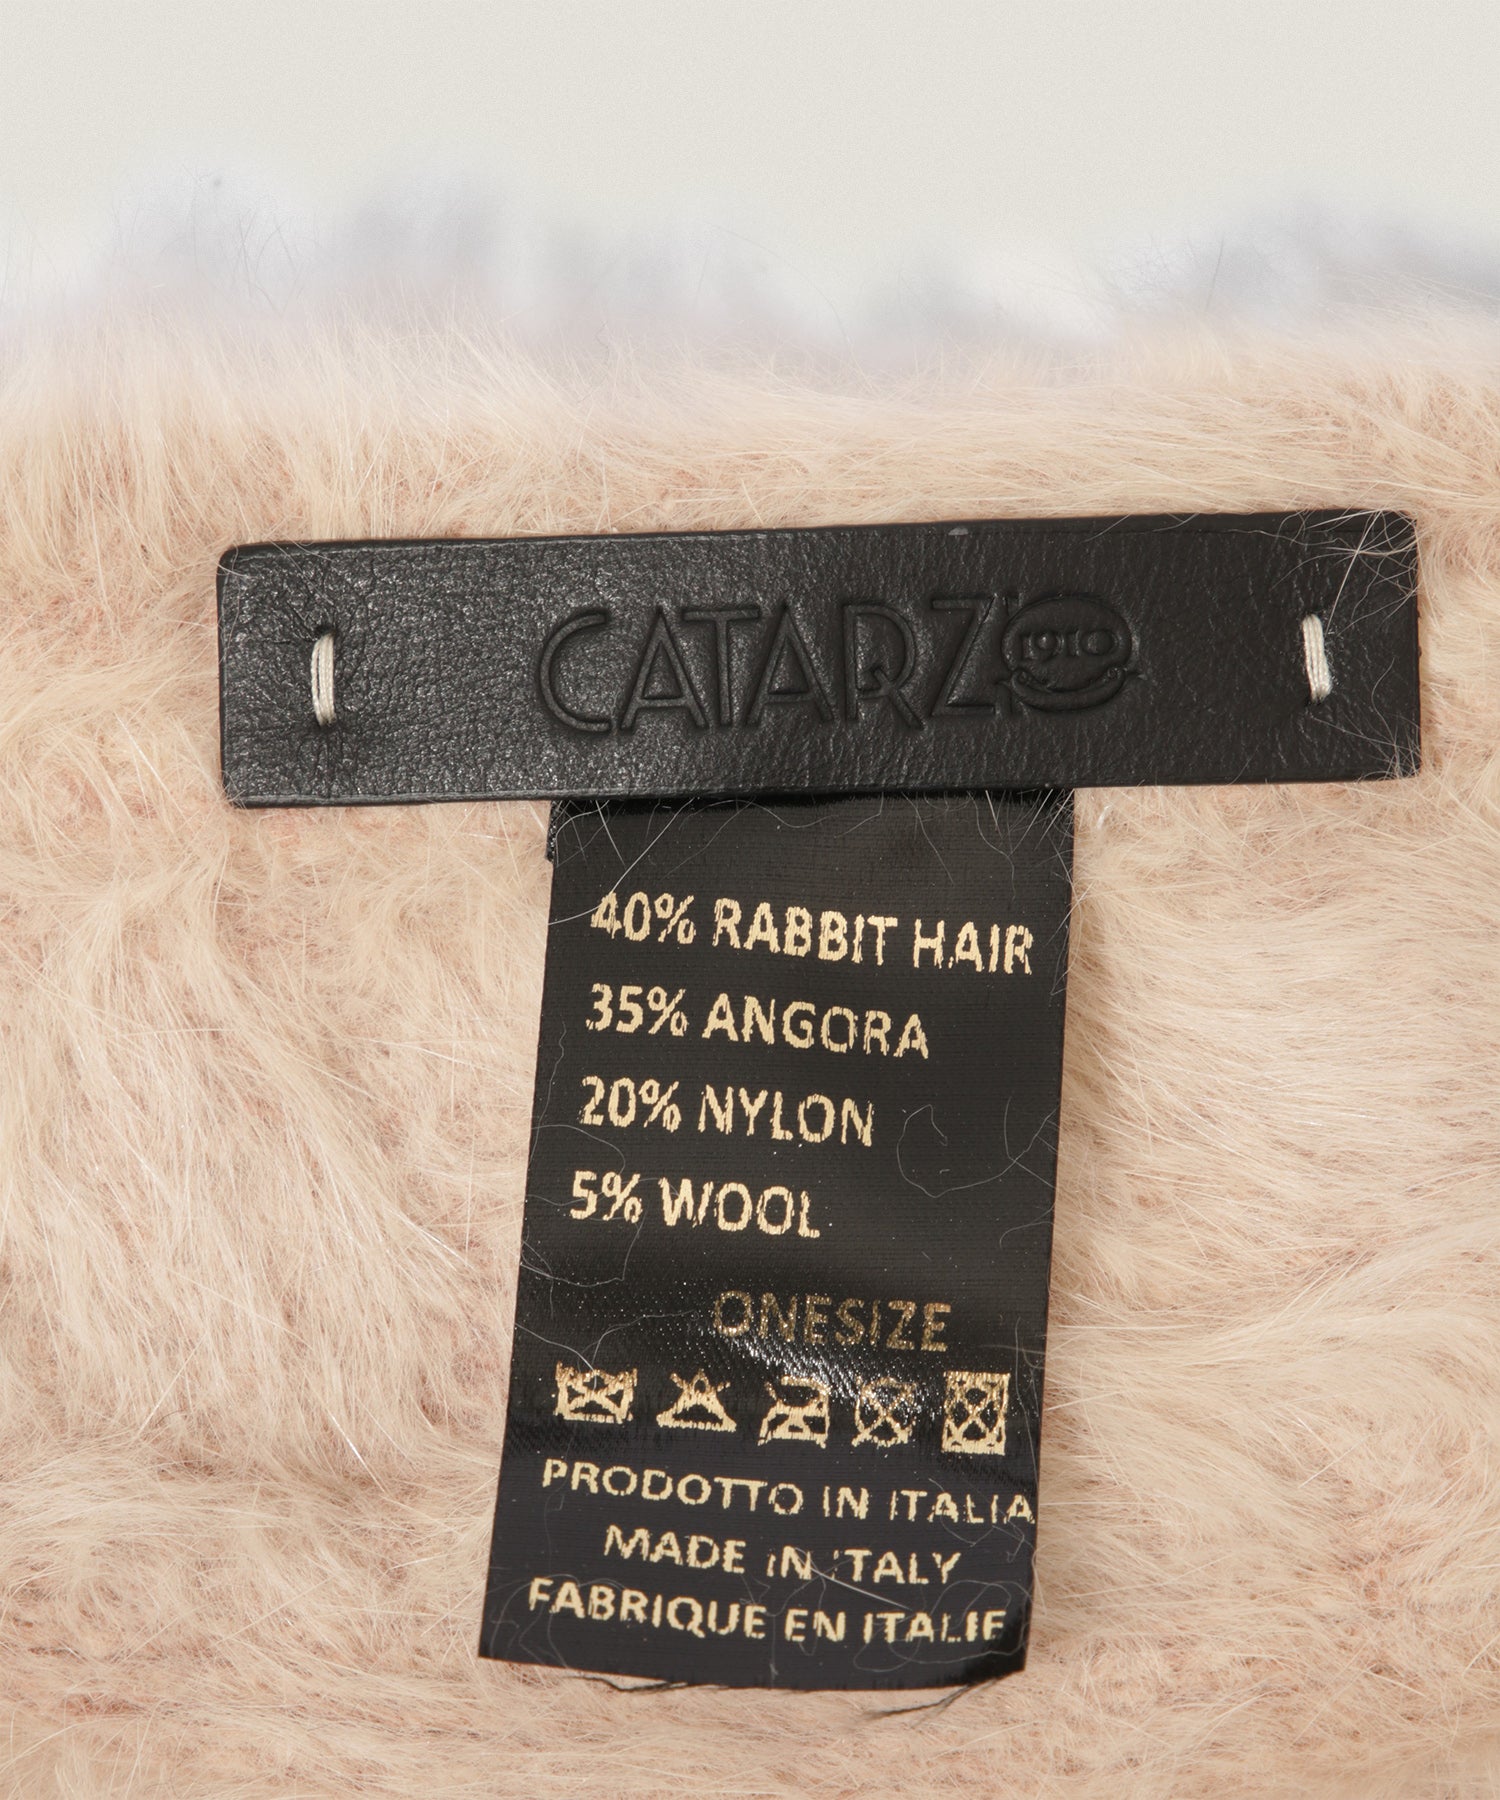 CATARZI 1910
40% RABBIT HAIR
35% ANGORA
20% NYLON
5% WOOL
ONESIZE
PRODOTTO IN ITALIA
MADE IN ITALY
FABRIQUE EN ITALIE